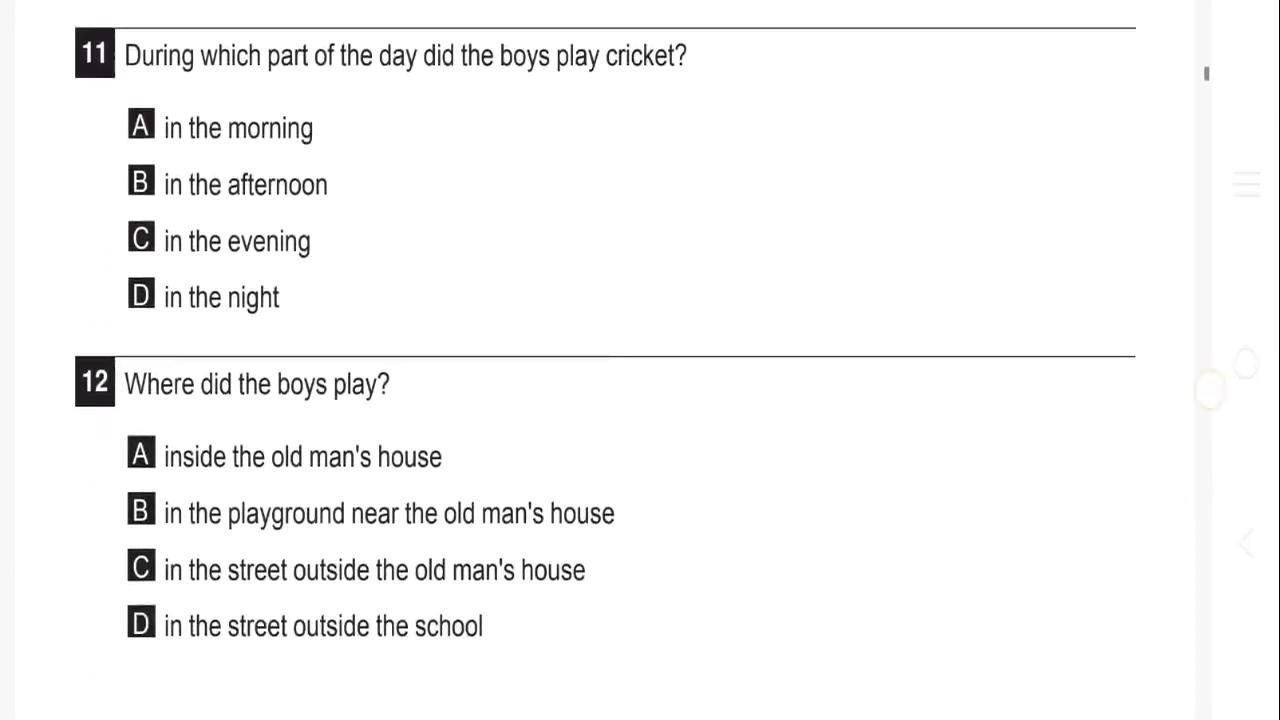 11 During which part of the day did the boys play cricket?
A in the morning
B in the afternoon
C in the evening
D in the night
12 Where did the boys play?
A inside the old man's house
B in the playground near the old man's house
C in the street outside the old man's house
D in the street outside the school